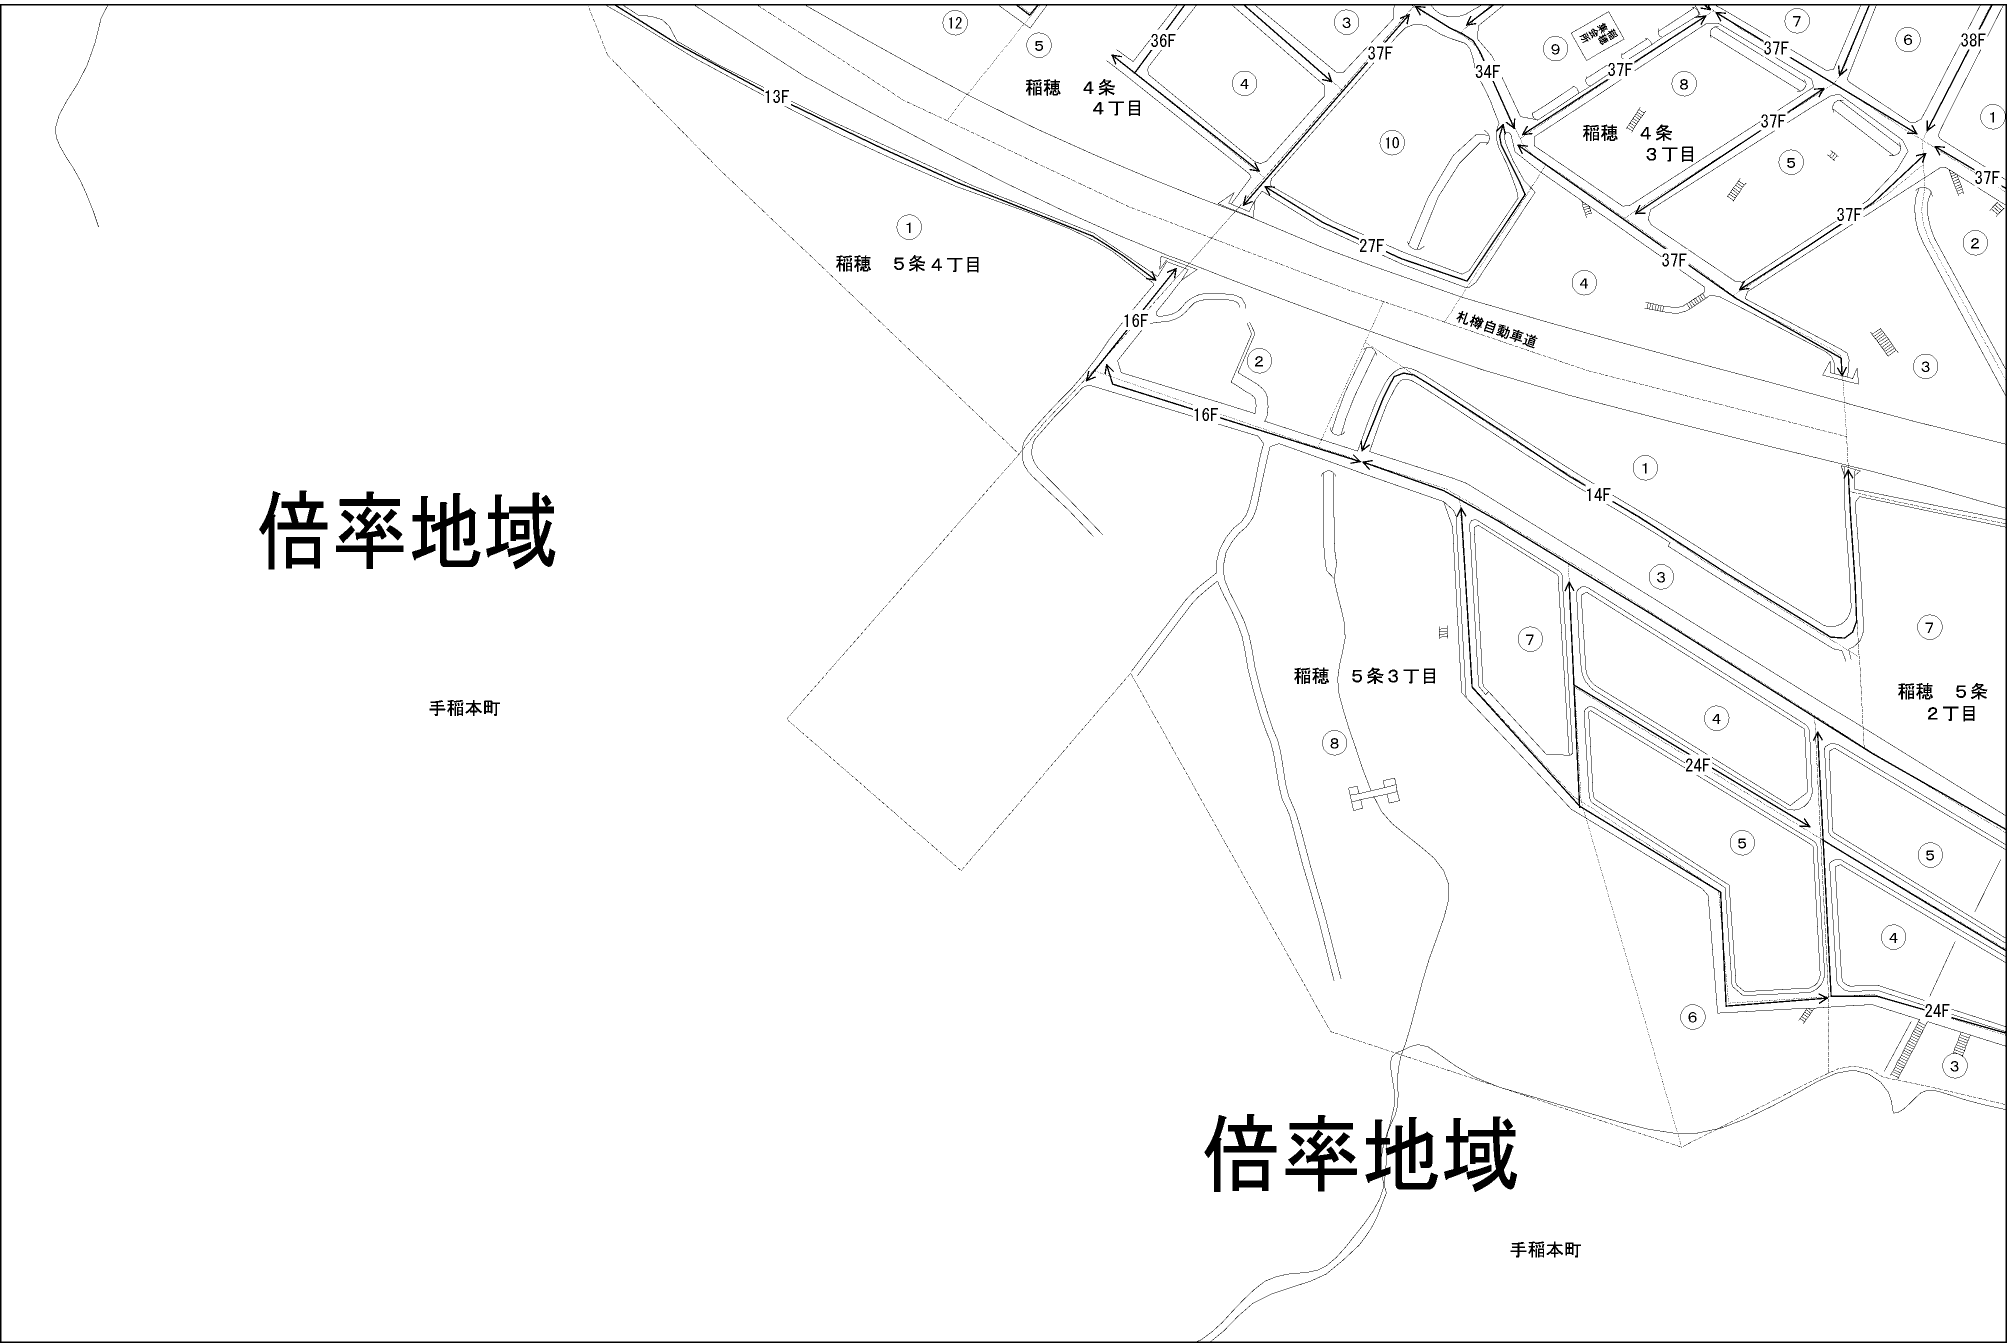 ⑫
⑤
36F
③
37F
34F
⑨
稲穂
集会所
37F
37F
⑦
⑥
38F
13F
稲穂 4条
4丁目
④
⑩
⑧
稲穂 4条
3丁目
37F
⑤
①
37F
①
稲穂 5条4丁目
27F
37F
④
37F
②
16F
札樽自動車道
②
③
16F
①
14F
倍率地域
③
⑦
⑦
稲穂 5条3丁目
稲穂 5条
2丁目
手稲本町
⑧
④
24F
⑤
⑤
④
⑥
24F
③
倍率地域
手稲本町